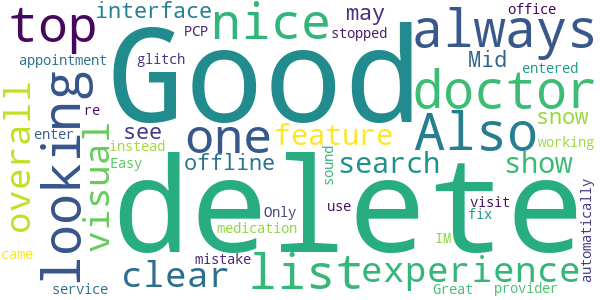 interface
may
office
top
nice
PCP
stopped
Good
always
appointment
glitch
Mid
entered
looking
re
see
one
feature
Also
doctor
snow
overall
enter
visual
instead
Easy
offline
sound
search
show
working
delete
Only
use
visit
fix
automatically
medication
IM
came
mistake
clear
list
experience
service
Great
provider